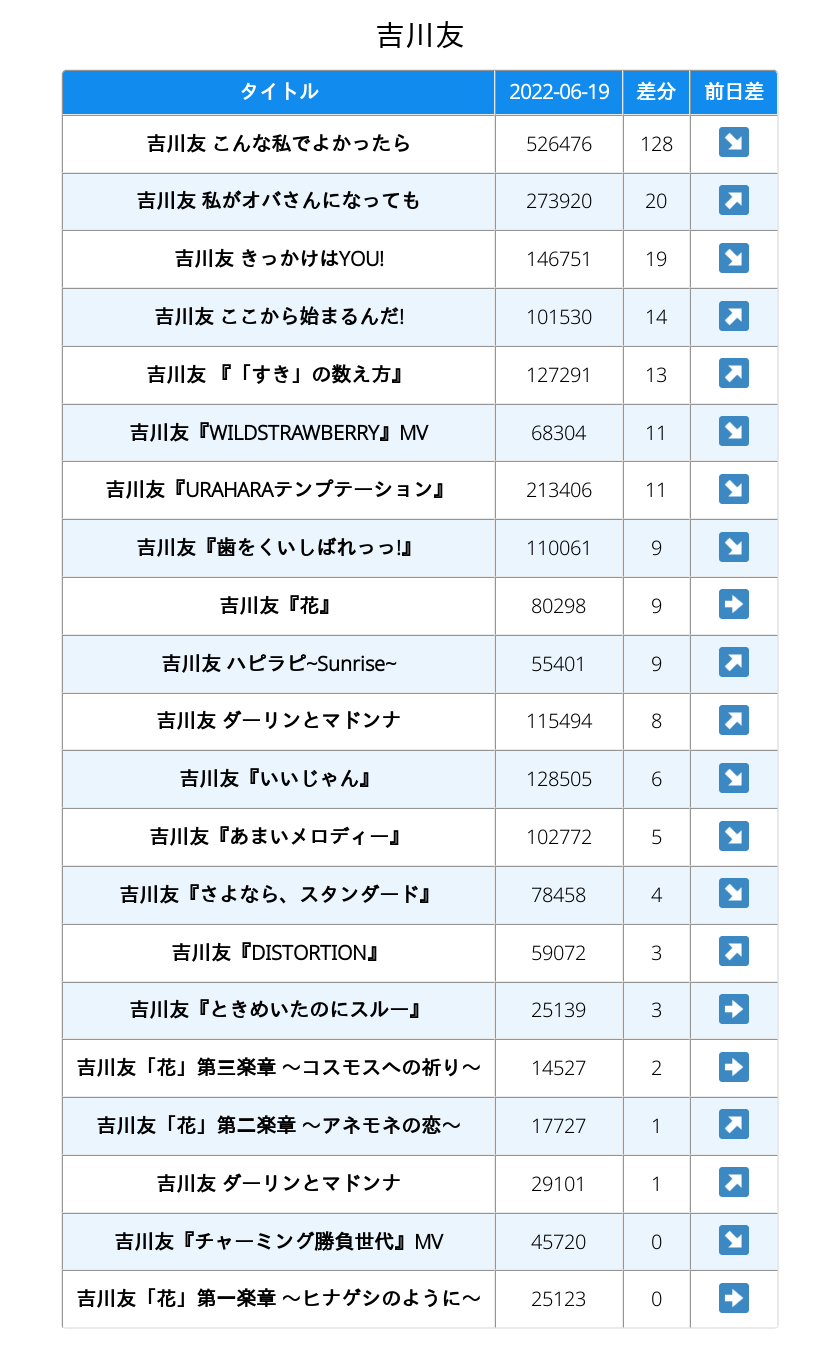 吉川友
タイトル 2022-06-19 差分 前日差
吉川友 こんな私でよかったら 526476 128 ↘
吉川友 私がオバさんになっても 273920 20 ↗
吉川友 きっかけはYOU! 146751 19 ↘
吉川友 ここから始まるんだ! 101530 14 ↗
吉川友 『「すき」の数え方』 127291 13 ↗
吉川友『WILDSTRAWBERRY』MV 68304 11 ↘
吉川友『URAHARAテンプテーション』 213406 11 ↘
吉川友『歯をくいしばれっっ!』 110061 9 ↘
吉川友『花』 80298 9 ➡
吉川友 ハピラピ~Sunrise~ 55401 9 ↗
吉川友 ダーリンとマドンナ 115494 8 ↗
吉川友『いいじゃん』 128505 6 ↘
吉川友『あまいメロディー』 102772 5 ↘
吉川友『さよなら、スタンダード』 78458 4 ↘
吉川友『DISTORTION』 59072 3 ↗
吉川友『ときめいたのにスルー』 25139 3 ➡
吉川友「花」第三楽章 〜コスモスへの祈り〜 14527 2 ➡
吉川友「花」第二楽章 〜アネモネの恋〜 17727 1 ↗
吉川友 ダーリンとマドンナ 29101 1 ↗
吉川友『チャーミング勝負世代』MV 45720 0 ↘
吉川友「花」第一楽章 〜ヒナゲシのように〜 25123 0 ➡